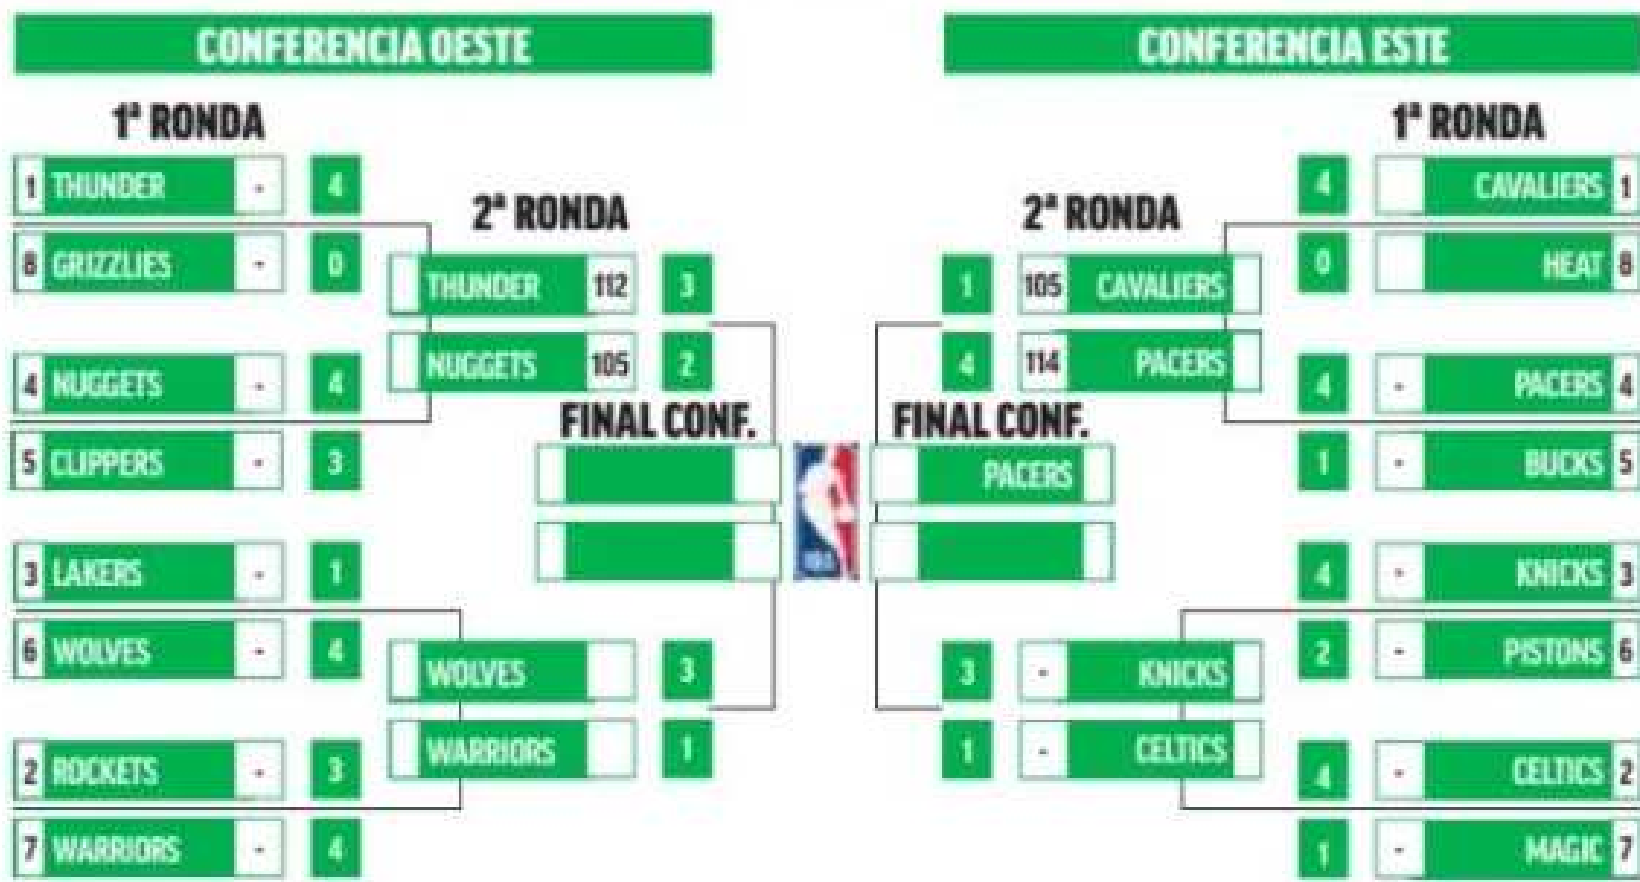 CONFERENCIA OESTE
1ª RONDA
1 THUNDER - 4
8 GRIZZLIES - 0
4 NUGGETS - 4
5 CLIPPERS - 3
3 LAKERS - 1
6 WOLVES - 4
2 ROCKETS - 3
7 WARRIORS - 4
2ª RONDA
THUNDER 112 3
NUGGETS 105 2
WOLVES 3
WARRIORS 1
FINAL CONF.
CONFERENCIA ESTE
1ª RONDA
4 CAVALIERS 1
0 HEAT 8
4 - PACERS 4
1 - BUCKS 5
4 - KNICKS 3
2 - PISTONS 6
4 - CELTICS 2
1 - MAGIC 7
2ª RONDA
1 105 CAVALIERS
4 114 PACERS
3 - KNICKS
1 - CELTICS
FINAL CONF.
PACERS